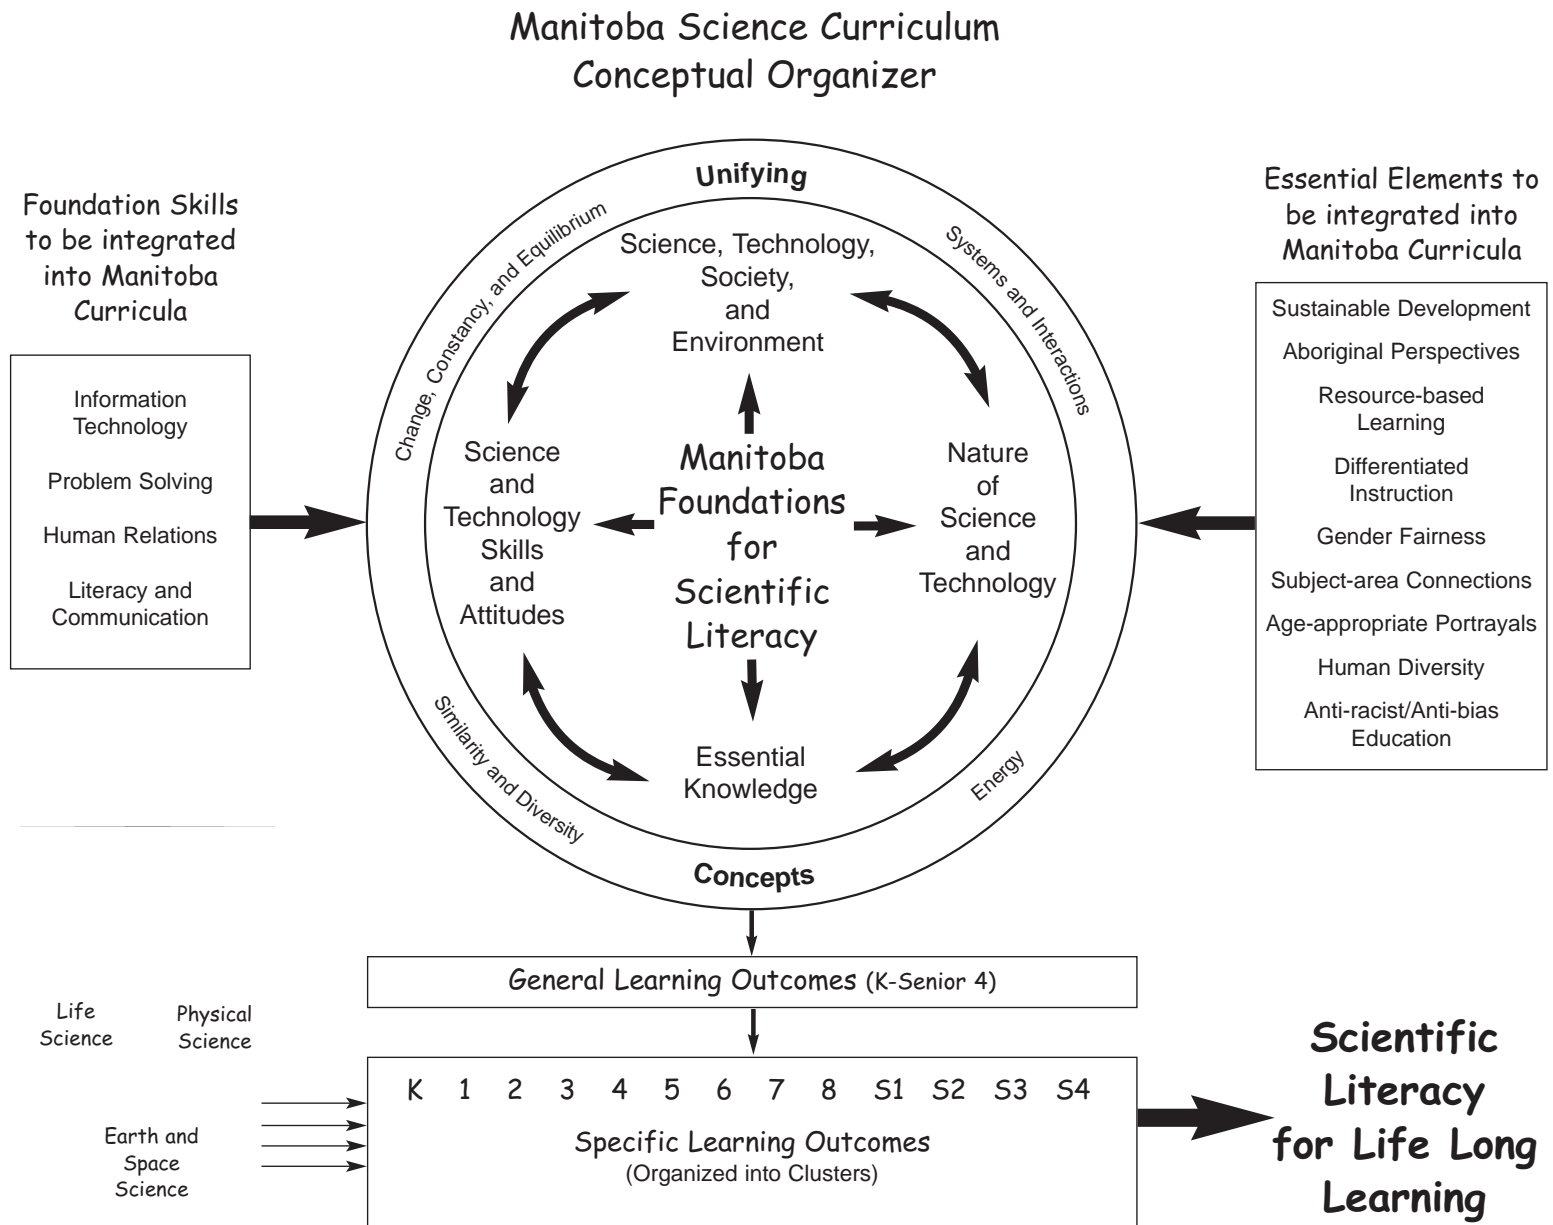 Manitoba Science Curriculum
Conceptual Organizer
Foundation Skills
to be integrated
into Manitoba
Curricula
Information
Technology
Problem Solving
Human Relations
Literacy and
Communication
Unifying
Change, Constancy, and Equilibrium
Systems and Interactions
Similarity and Diversity
Energy
Concepts
Science, Technology,
Society,
and
Environment
Science
and
Technology
Skills
and
Attitudes
Manitoba
Foundations
for
Scientific
Literacy
Nature
of
Science
and
Technology
Essential
Knowledge
Essential Elements to
be integrated into
Manitoba Curricula
Sustainable Development
Aboriginal Perspectives
Resource-based
Learning
Differentiated
Instruction
Gender Fairness
Subject-area Connections
Age-appropriate Portrayals
Human Diversity
Anti-racist/Anti-bias
Education
General Learning Outcomes (K-Senior 4)
Life
Science
Physical
Science
Earth and
Space
Science
K 1 2 3 4 5 6 7 8 S1 S2 S3 S4
Specific Learning Outcomes
(Organized into Clusters)
Scientific
Literacy
for Life Long
Learning